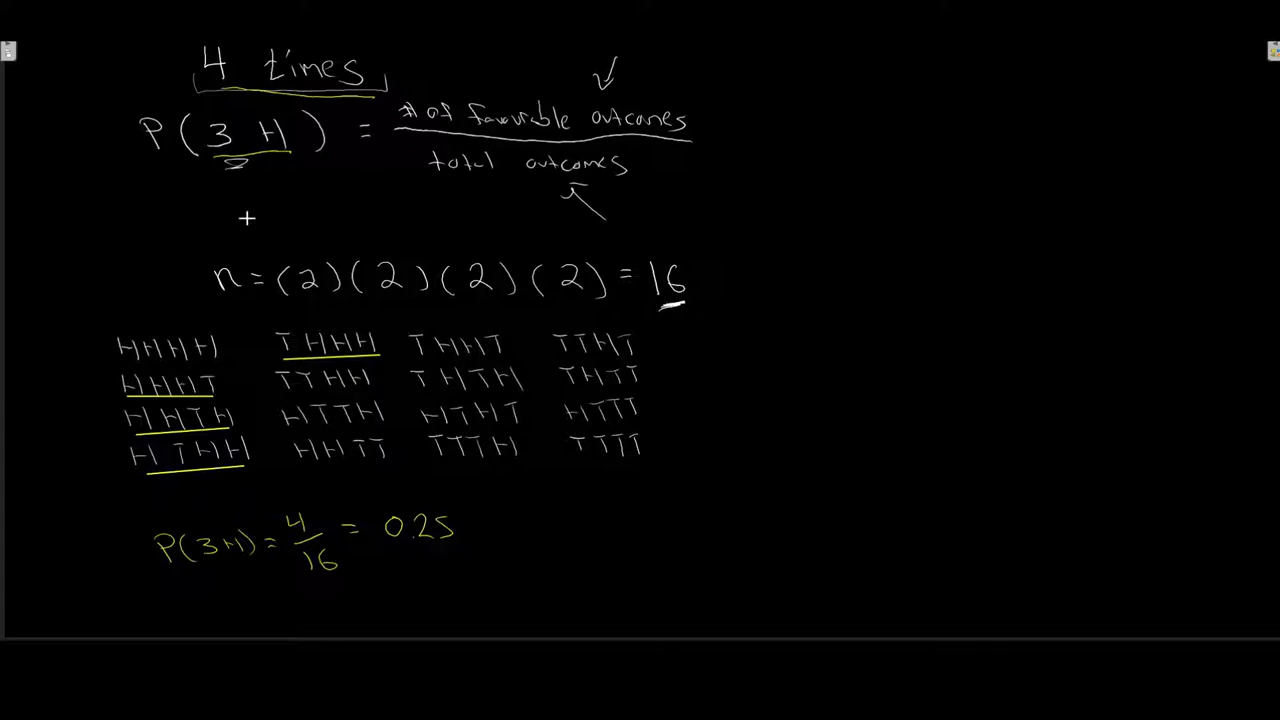 4 times
P(3 H) = # of favourable outcomes
total outcomes
n = (2)(2)(2)(2) = 16
HHHH THHH THHT TTHT
HHHT TTHH THTH THTT
HHTH HTTH HTHT HTTT
HTHH HHTT TTTH TTTT
P(3H) = 4/16 = 0.25